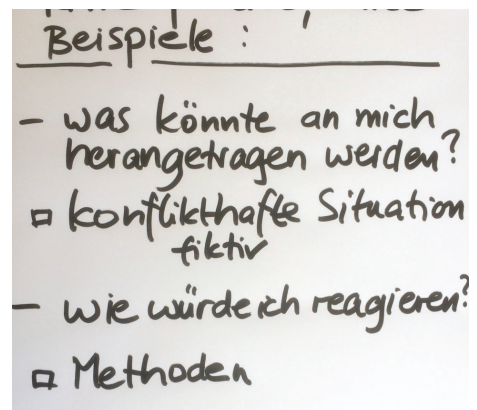 Beispiele :
- was könnte an mich
herangetragen werden?
□ konflikthafte Situation
fiktiv
- wie würde ich reagieren?
□ Methoden